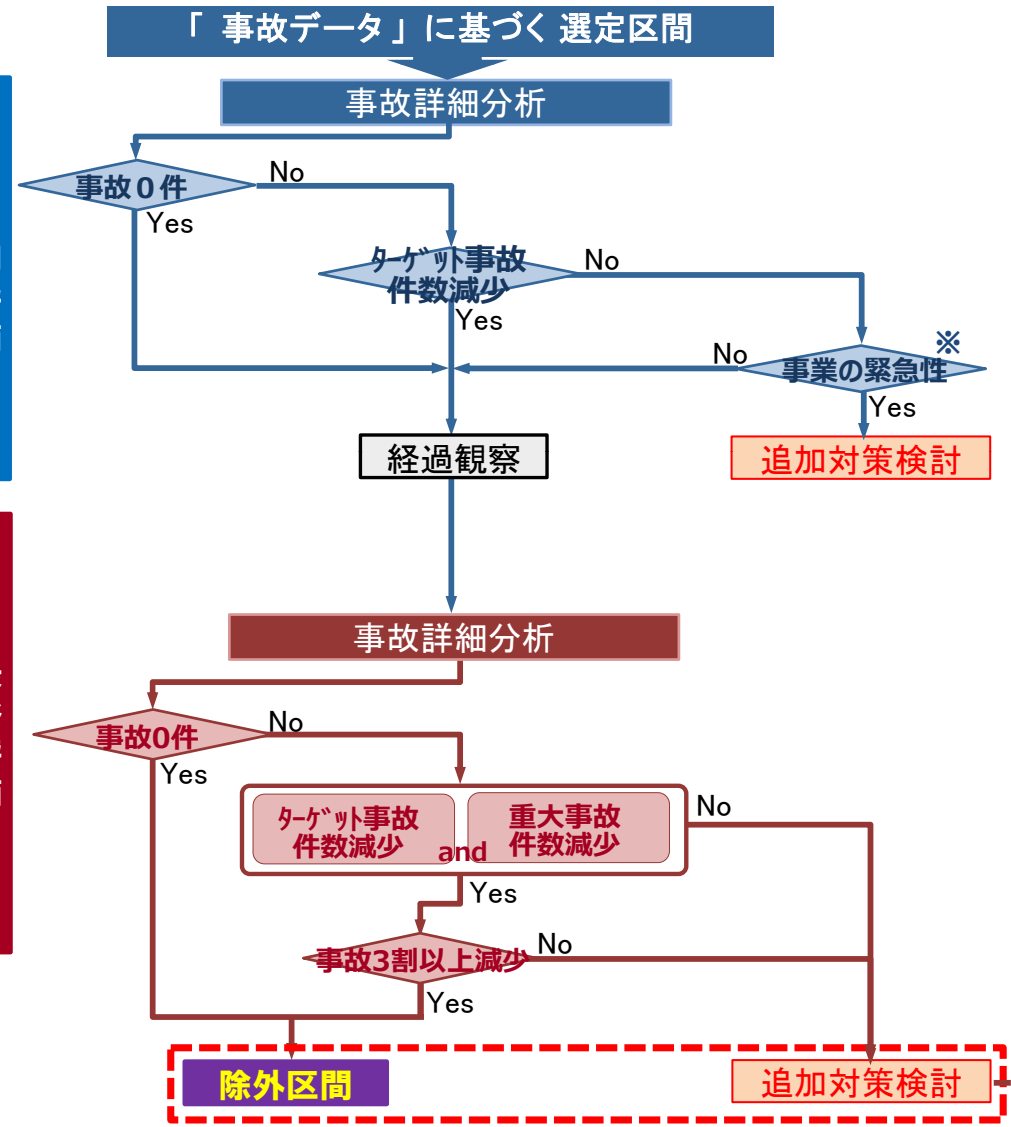 「 事故データ」に基づく 選定区間
事故詳細分析
事故０件
No
Yes
ﾀｰｹﾞｯﾄ事故
件数減少
No
Yes
※
事業の緊急性
No
Yes
経過観察
追加対策検討
事故詳細分析
事故0件
No
Yes
ﾀｰｹﾞｯﾄ事故
件数減少
and
重大事故
件数減少
No
Yes
事故3割以上減少
No
Yes
除外区間
追加対策検討